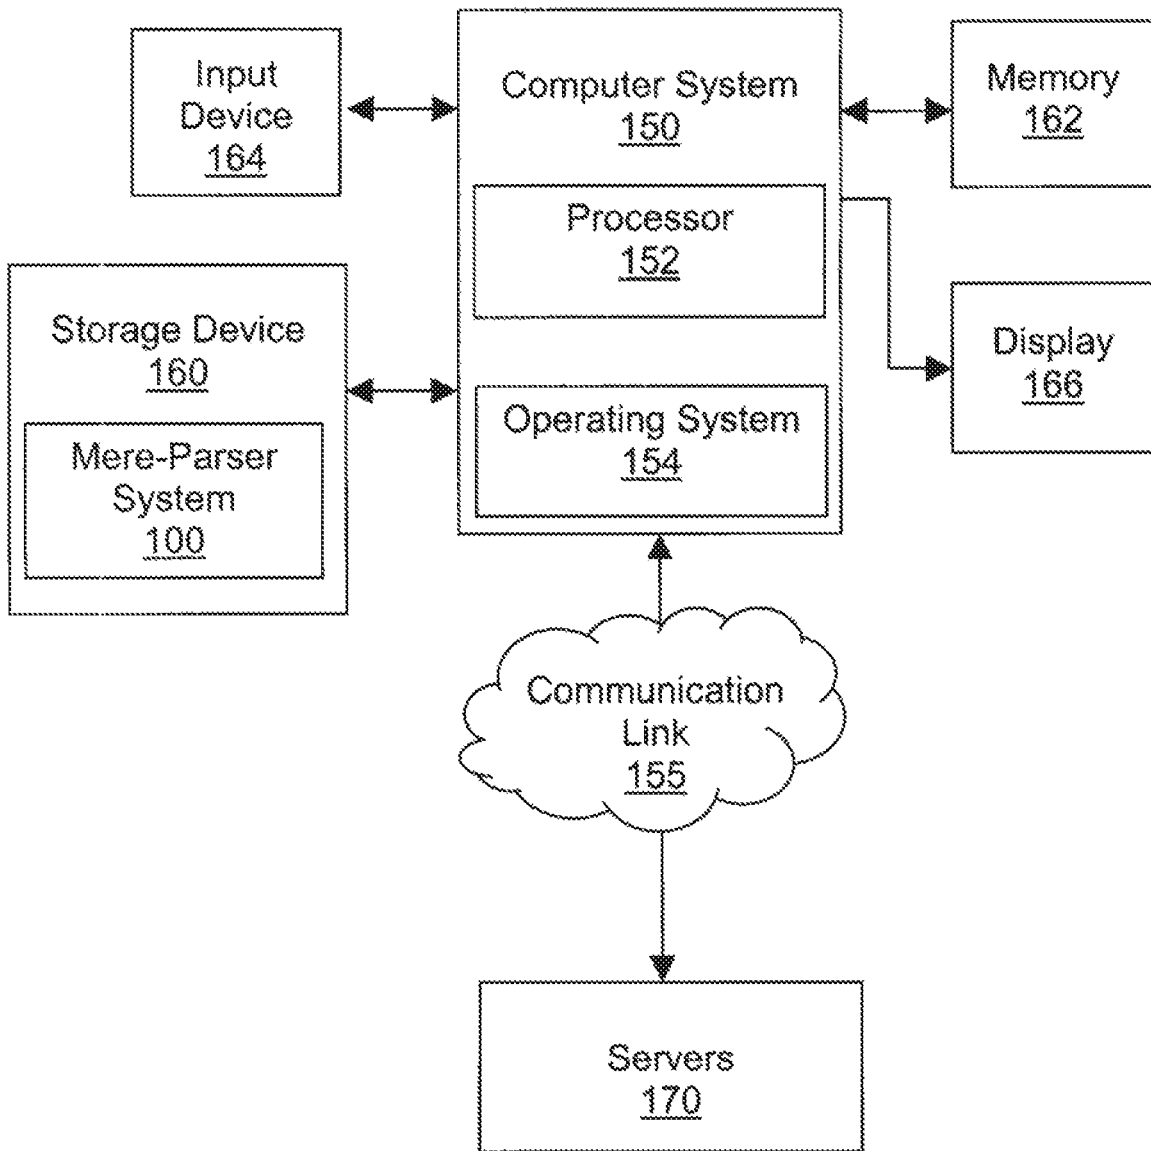 Input
Device
164
Computer System
150
Memory
162
Processor
152
Storage Device
160
Display
166
Operating System
154
Mere-Parser
System
100
Communication
Link
155
Servers
170